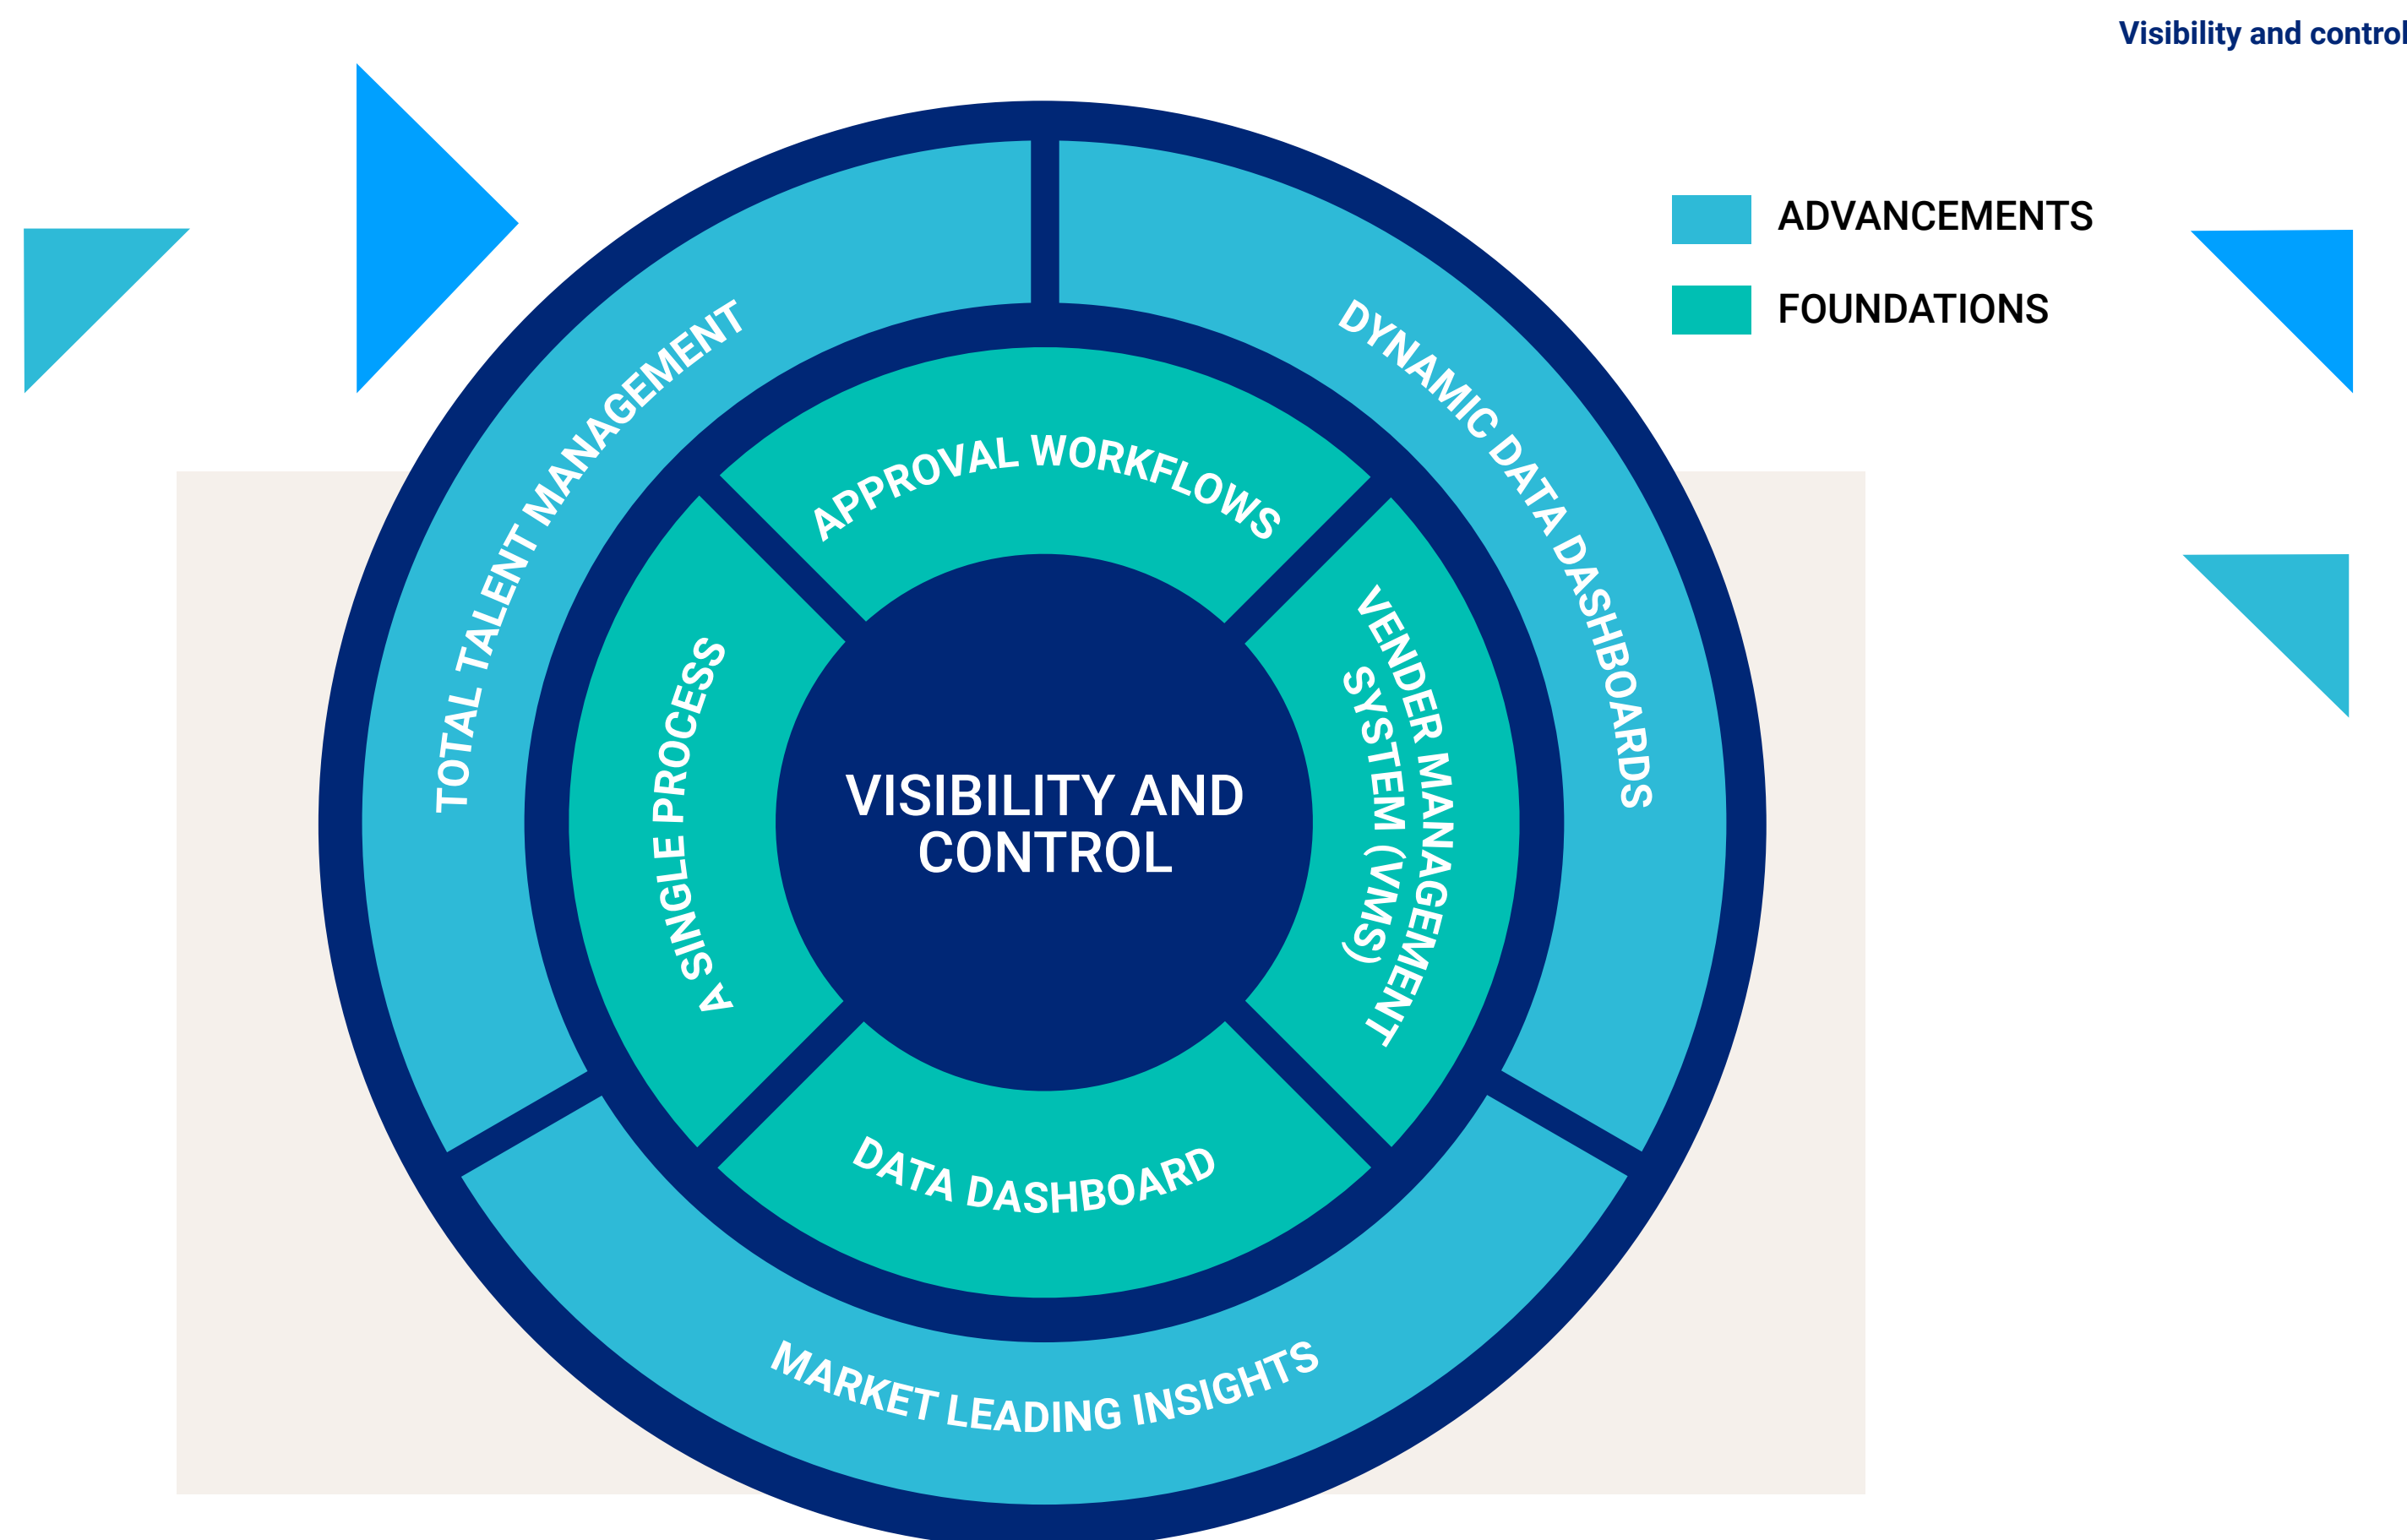 Visibility and control
ADVANCEMENTS
FOUNDATIONS
TOTAL TALENT MANAGEMENT
DYNAMIC DATA DASHBOARDS
APPROVAL WORKFLOWS
A SINGLE PROCESS
VENDER MANAGEMENT
SYSTEM (VMS)
VISIBILITY AND
CONTROL
DATA DASHBOARD
MARKET LEADING INSIGHTS